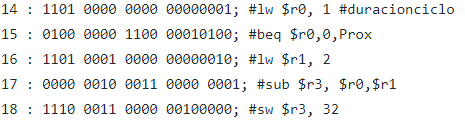 14 : 1101 0000 0000 00000001; #lw $r0, 1 #duracionciclo
15 : 0100 0000 1100 00010100; #beq $r0,0,Prox
16 : 1101 0001 0000 00000010; #lw $r1, 2
17 : 0000 0010 0011 0000 0001; #sub $r3, $r0,$r1
18 : 1110 0011 0000 00100000; #sw $r3, 32